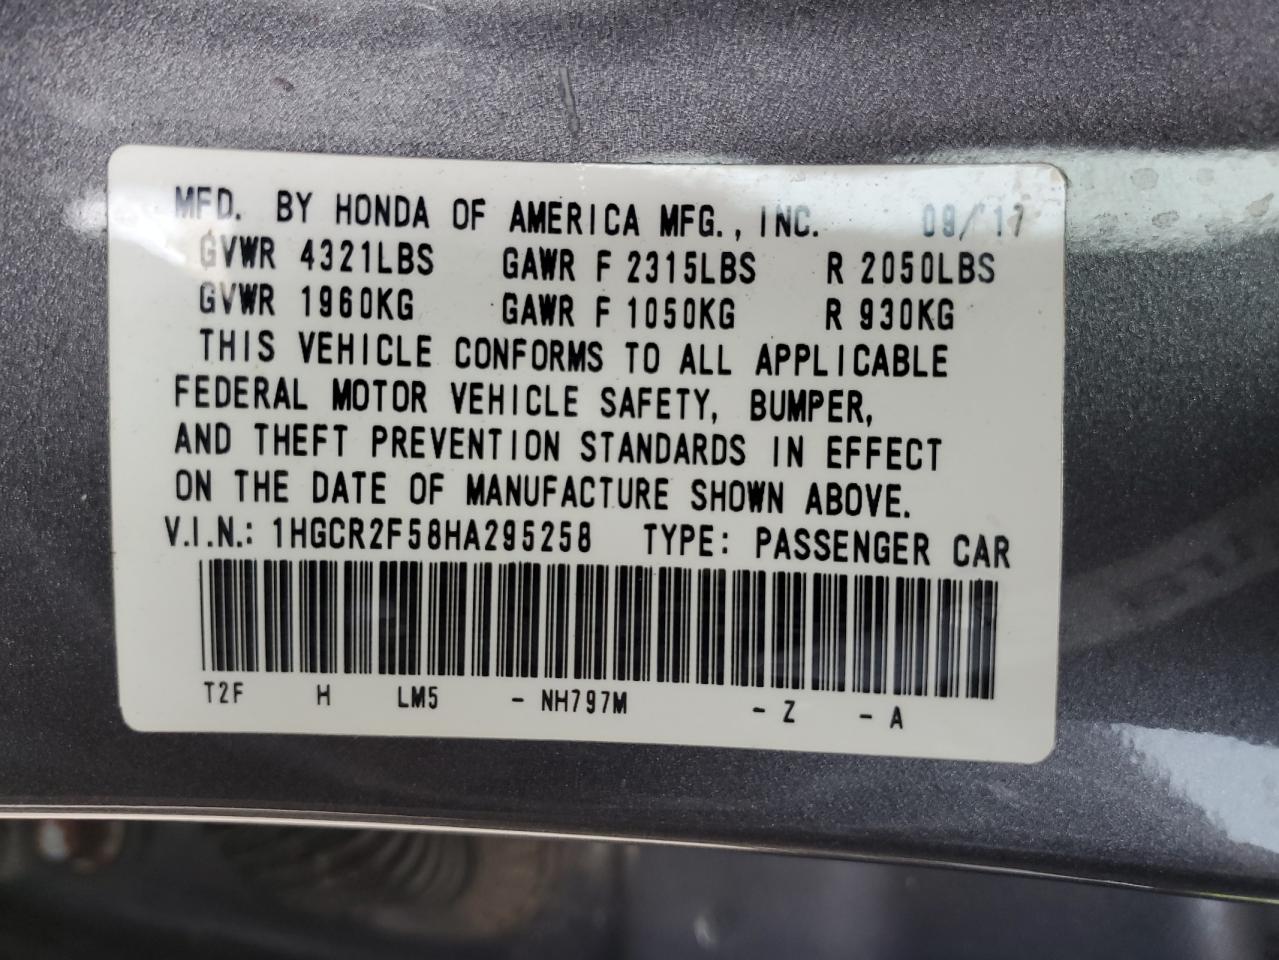 MFD. BY HONDA OF AMERICA MFG., INC. 09/17
GVWR 4321LBS GAWR F 2315LBS R 2050LBS
GVWR 1960KG GAWR F 1050KG R 930KG
THIS VEHICLE CONFORMS TO ALL APPLICABLE
FEDERAL MOTOR VEHICLE SAFETY, BUMPER,
AND THEFT PREVENTION STANDARDS IN EFFECT
ON THE DATE OF MANUFACTURE SHOWN ABOVE.
V.I.N.: 1HGCR2F58HA295258 TYPE: PASSENGER CAR
T2F H LM5 - NH797M - Z - A